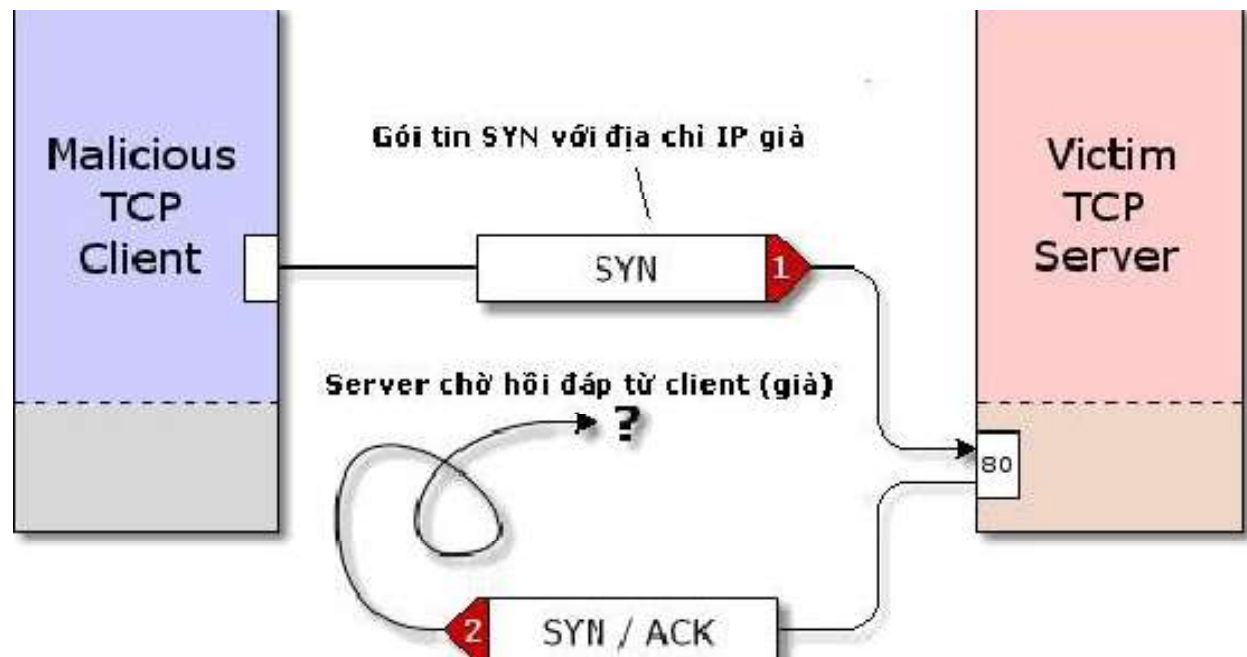 Malicious
TCP
Client
Gói tin SYN với địa chỉ IP giả
SYN
1
Victim
TCP
Server
Server chờ hồi đáp từ client (giả)
?
80
2
SYN / ACK